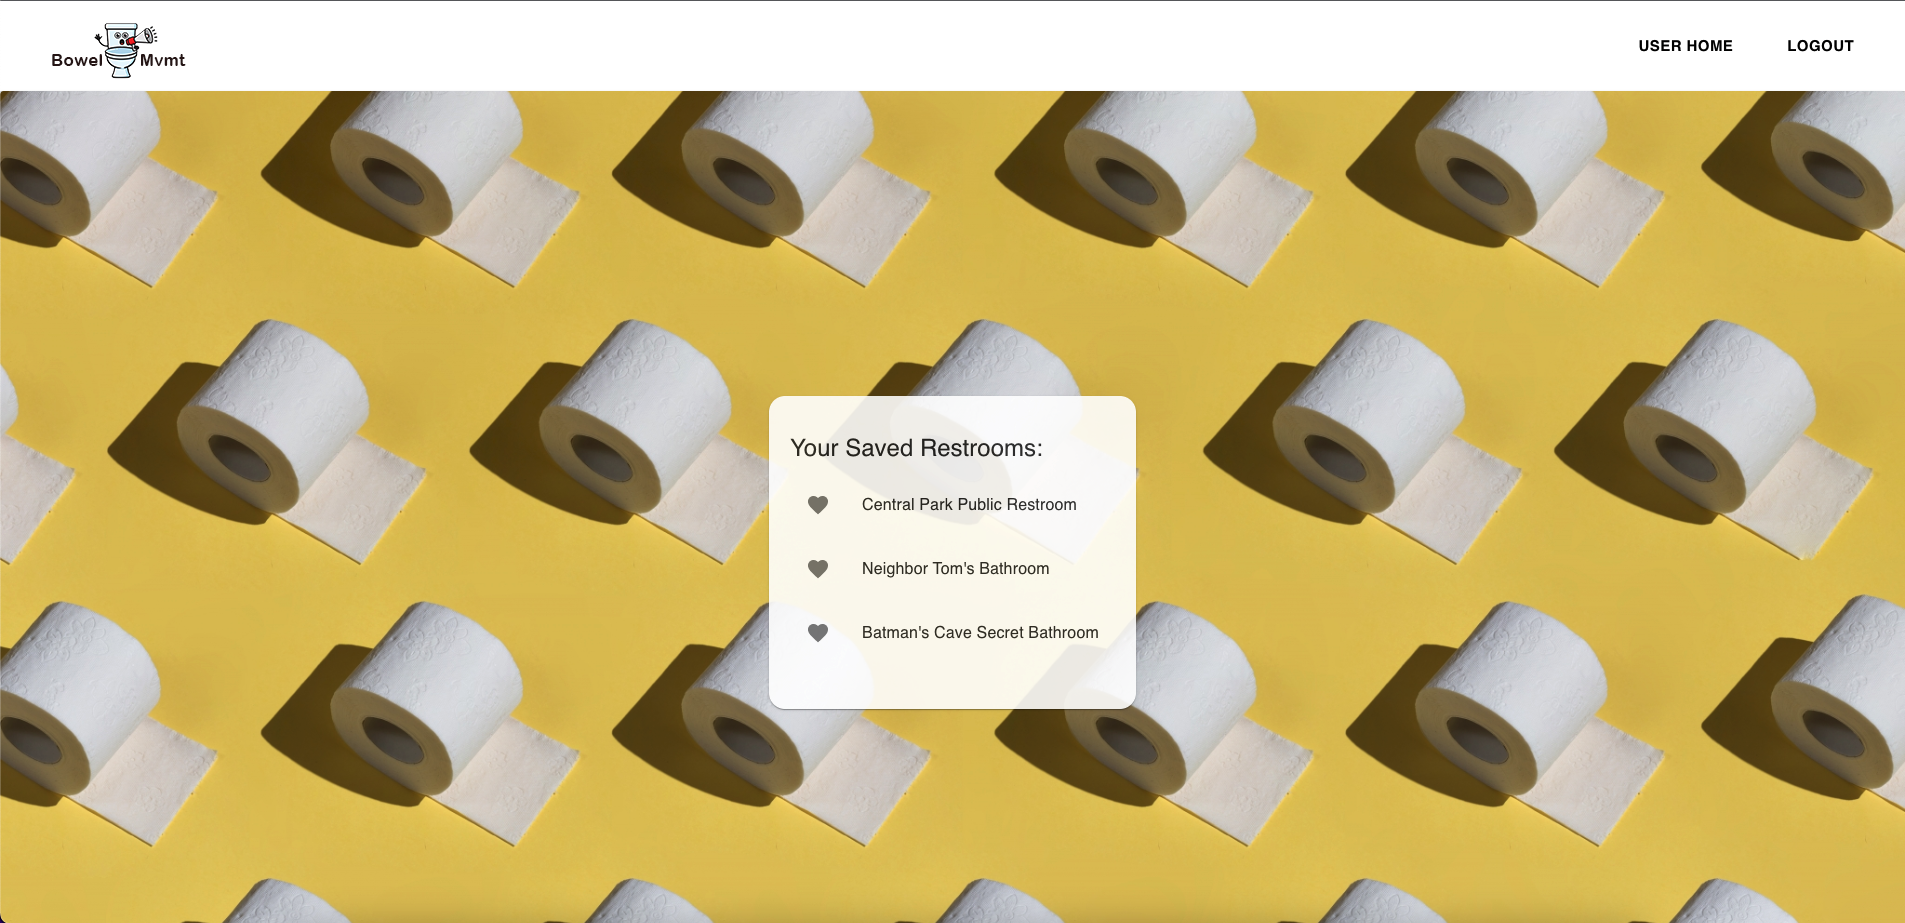 Bowel Mvmt
USER HOME
LOGOUT
Your Saved Restrooms:
Central Park Public Restroom
Neighbor Tom's Bathroom
Batman's Cave Secret Bathroom